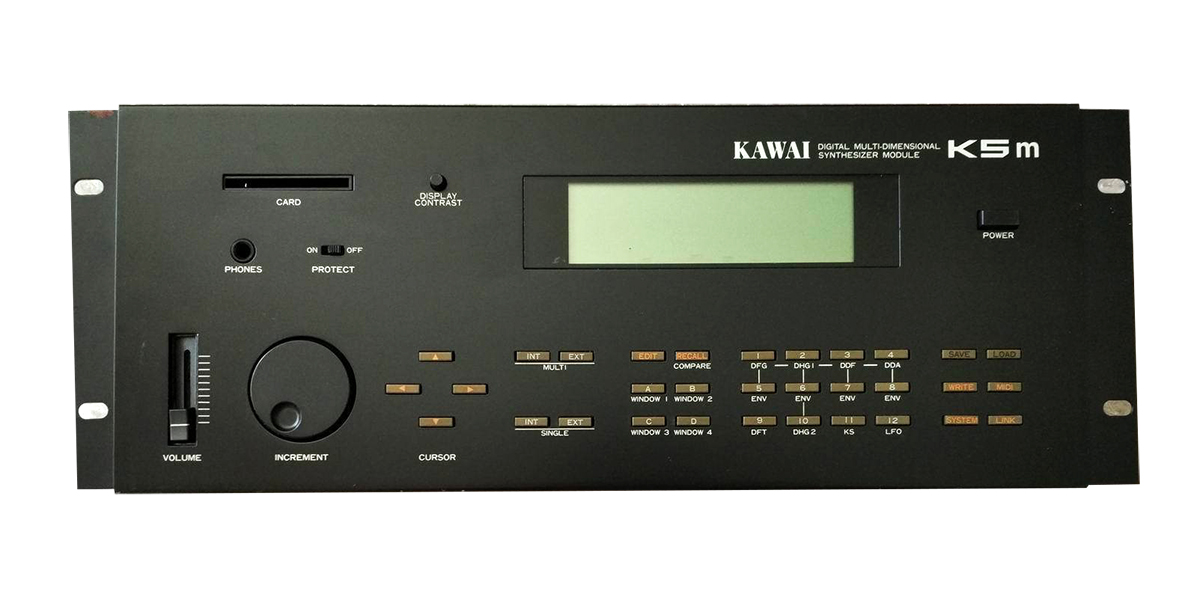 KAWAI DIGITAL MULTI-DIMENSIONAL
SYNTHESIZER MODULE K5m
CARD
DISPLAY
CONTRAST
POWER
ON OFF
PHONES PROTECT
INT EXT
MULTI
EDIT RECALL
COMPARE
1 2 3 4
DFG DHG1 DDF DDA
SAVE LOAD
A B
WINDOW 1 WINDOW 2
5 6 7 8
ENV ENV ENV ENV
WRITE MIDI
INT EXT
SINGLE
C D
WINDOW 3 WINDOW 4
9 10 11 12
DFT DHG2 KS LFO
SYSTEM LINK
VOLUME INCREMENT CURSOR